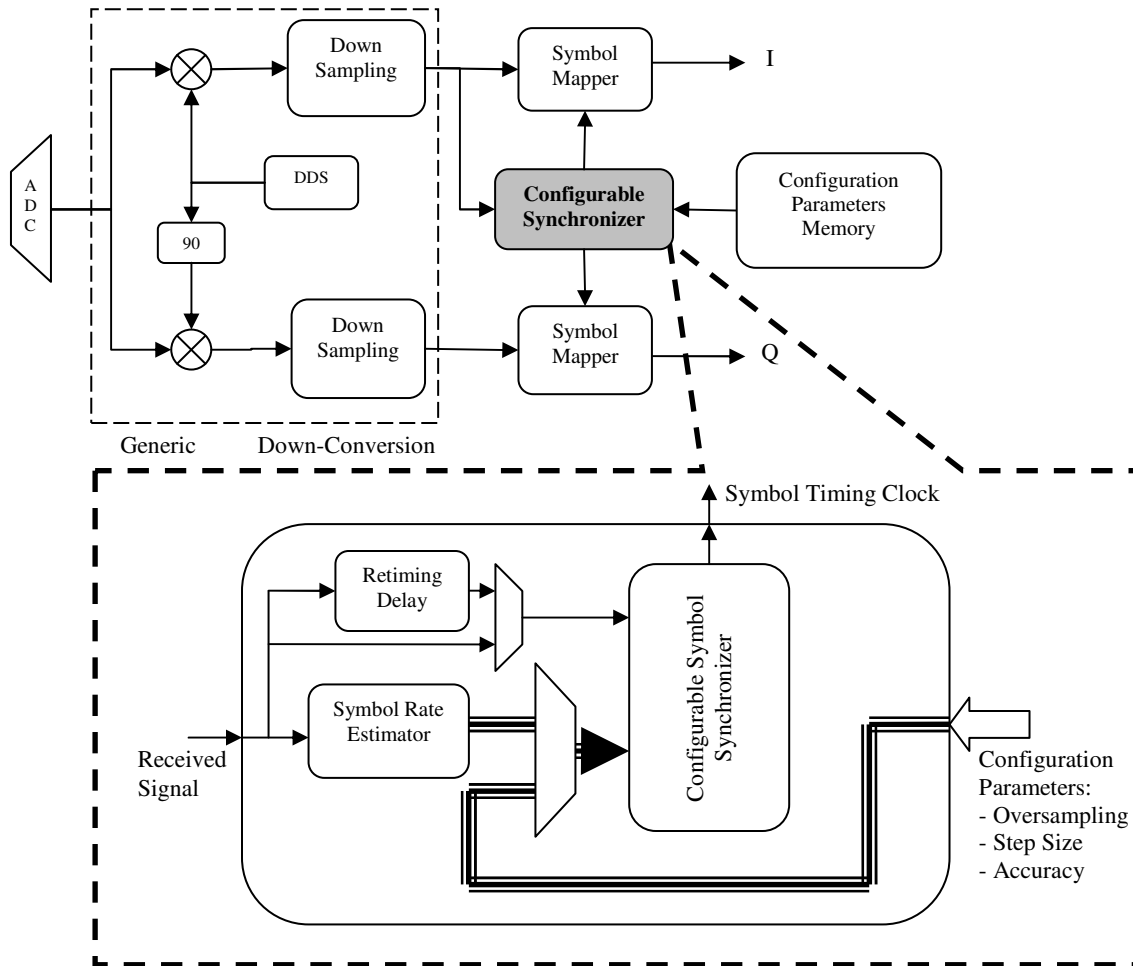 Down
Sampling
Symbol
Mapper
I
A
D
C
DDS
Configurable
Synchronizer
Configuration
Parameters
Memory
90
Down
Sampling
Symbol
Mapper
Q
Generic
Down-Conversion
Symbol Timing Clock
Retiming
Delay
Configurable Symbol
Synchronizer
Symbol Rate
Estimator
Received
Signal
Configuration
Parameters:
- Oversampling
- Step Size
- Accuracy